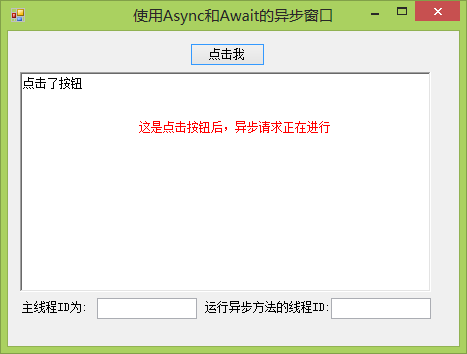 使用Async和Await的异步窗口
点击我
点击了按钮
这是点击按钮后，异步请求正在进行
主线程ID为: 运行异步方法的线程ID: